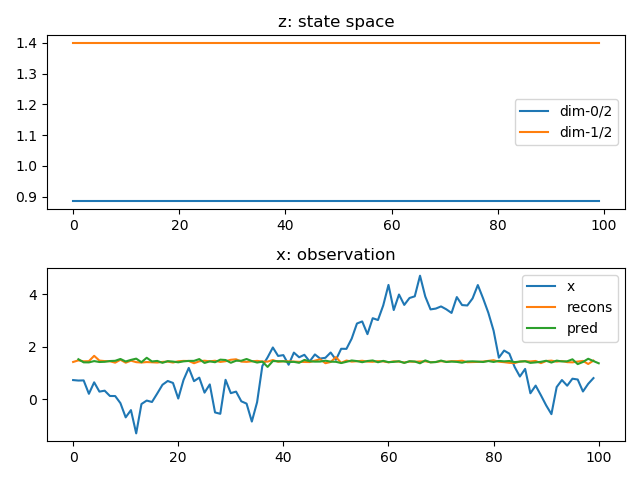 z: state space
1.4
1.3
1.2
1.1
1.0
0.9
dim-0/2
dim-1/2
0 20 40 60 80 100
x: observation
4
2
0
x
recons
pred
0 20 40 60 80 100